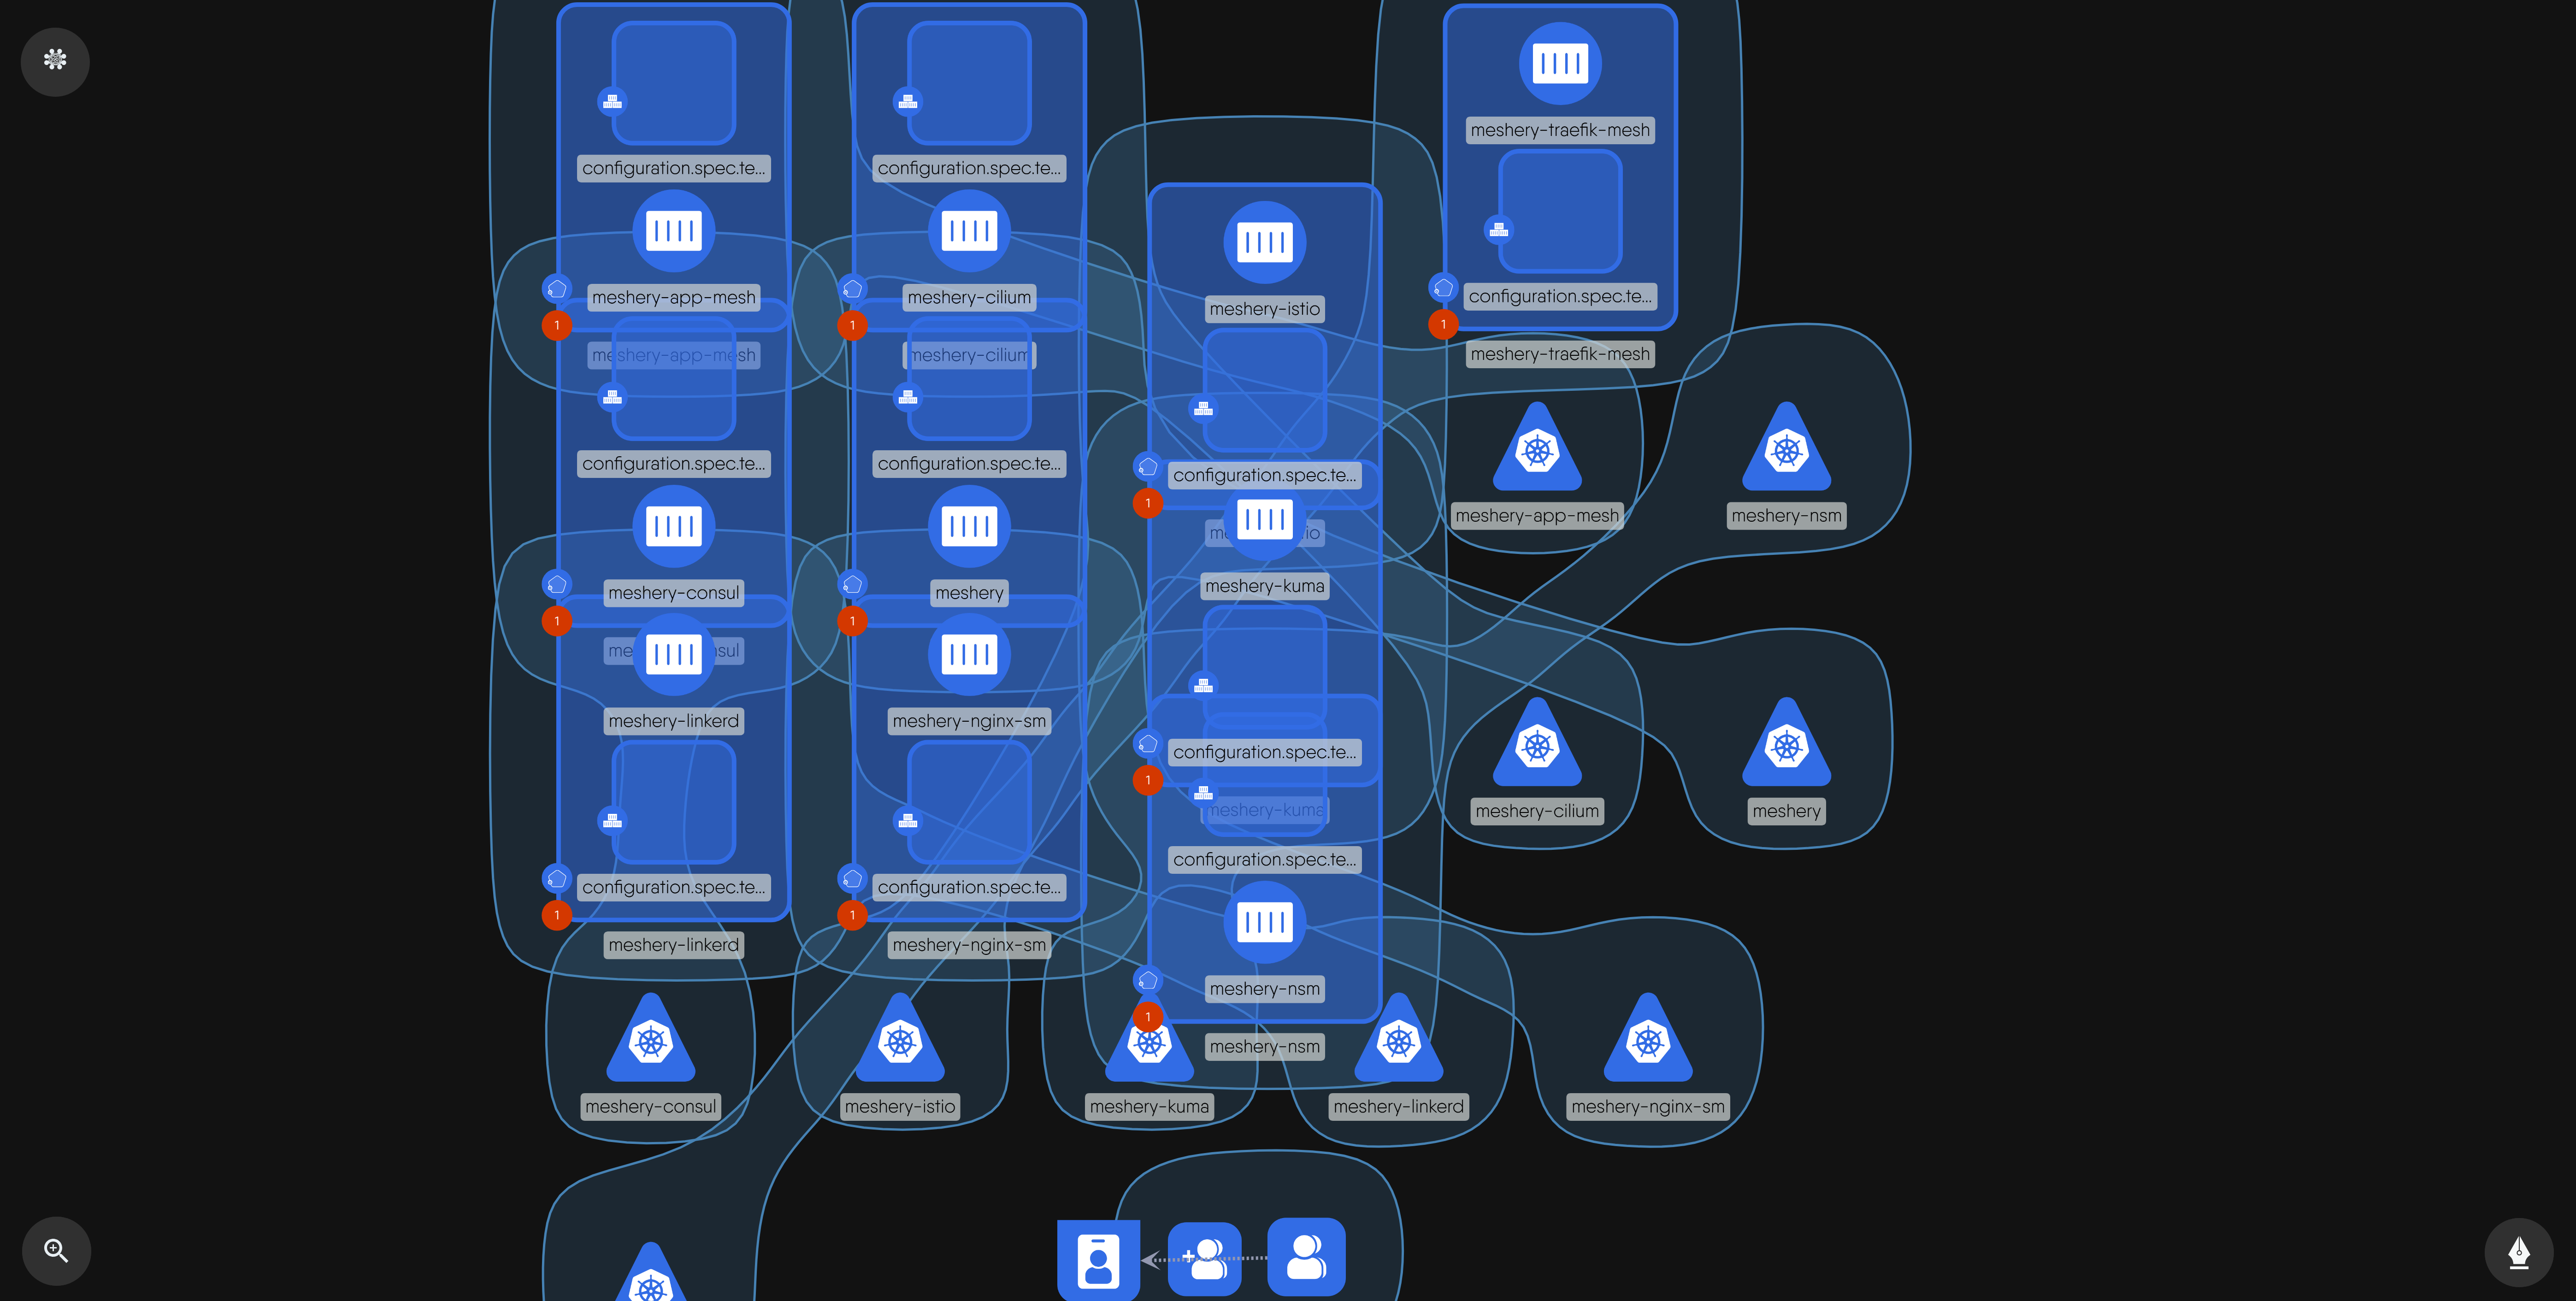 meshery-traefik-mesh
configuration.spec.te...
configuration.spec.te...
meshery-app-mesh
meshery-cilium
configuration.spec.te...
meshery-istio
1
1
1
meshery-app-mesh
meshery-cilium
meshery-traefik-mesh
configuration.spec.te...
configuration.spec.te...
configuration.spec.te...
1
meshery-app-mesh
meshery-nsm
meshery-consul
meshery
meshery-kuma
1
1
meshery-linkerd
meshery-nginx-sm
configuration.spec.te...
1
meshery-kuma
meshery-cilium
meshery
configuration.spec.te...
configuration.spec.te...
configuration.spec.te...
1
1
meshery-linkerd
meshery-nginx-sm
meshery-nsm
1
meshery-nsm
meshery-consul
meshery-istio
meshery-kuma
meshery-linkerd
meshery-nginx-sm